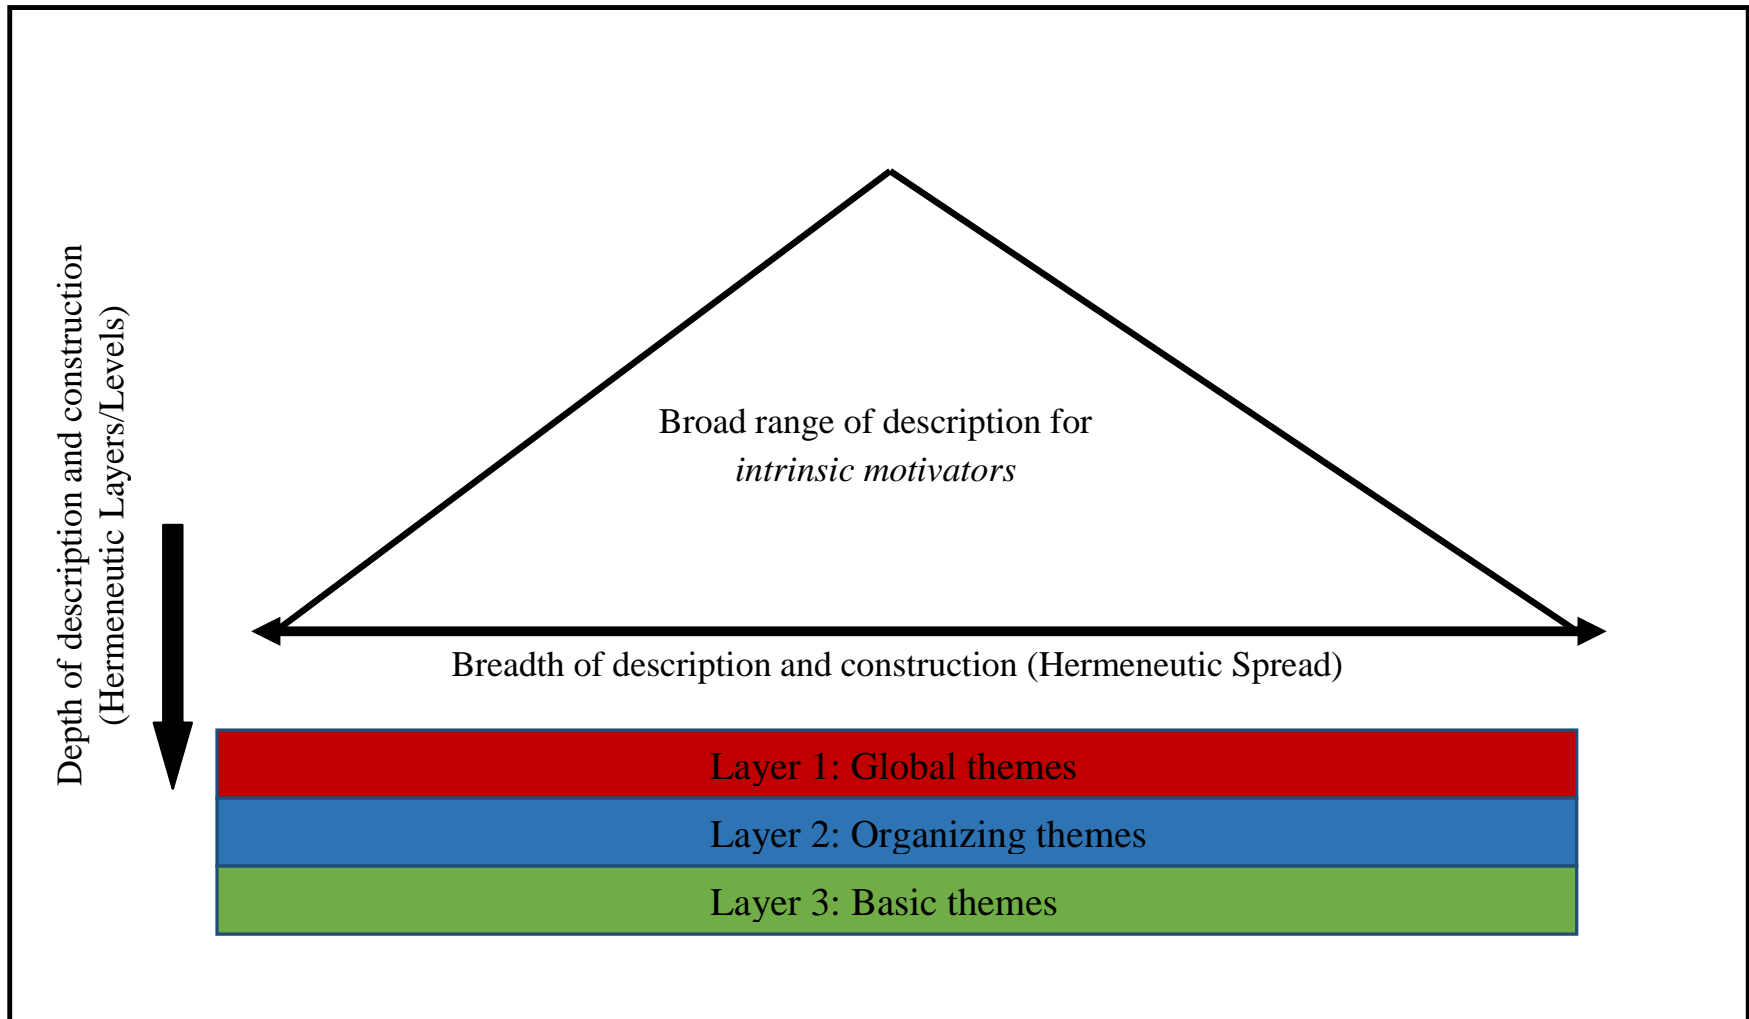 Depth of description and construction
(Hermeneutic Layers/Levels)
Broad range of description for
intrinsic motivators
Breadth of description and construction (Hermeneutic Spread)
Layer 1: Global themes
Layer 2: Organizing themes
Layer 3: Basic themes